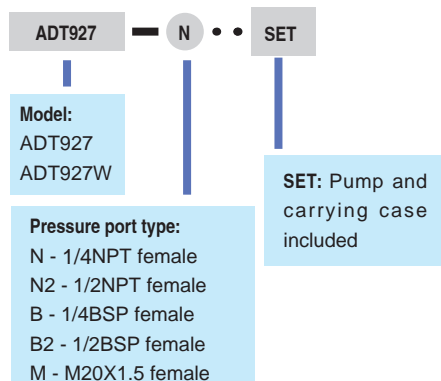 ADT927 — N • • SET
Model:
ADT927
ADT927W
Pressure port type:
N - 1/4NPT female
N2 - 1/2NPT female
B - 1/4BSP female
B2 - 1/2BSP female
M - M20X1.5 female
SET: Pump and
carrying case
included